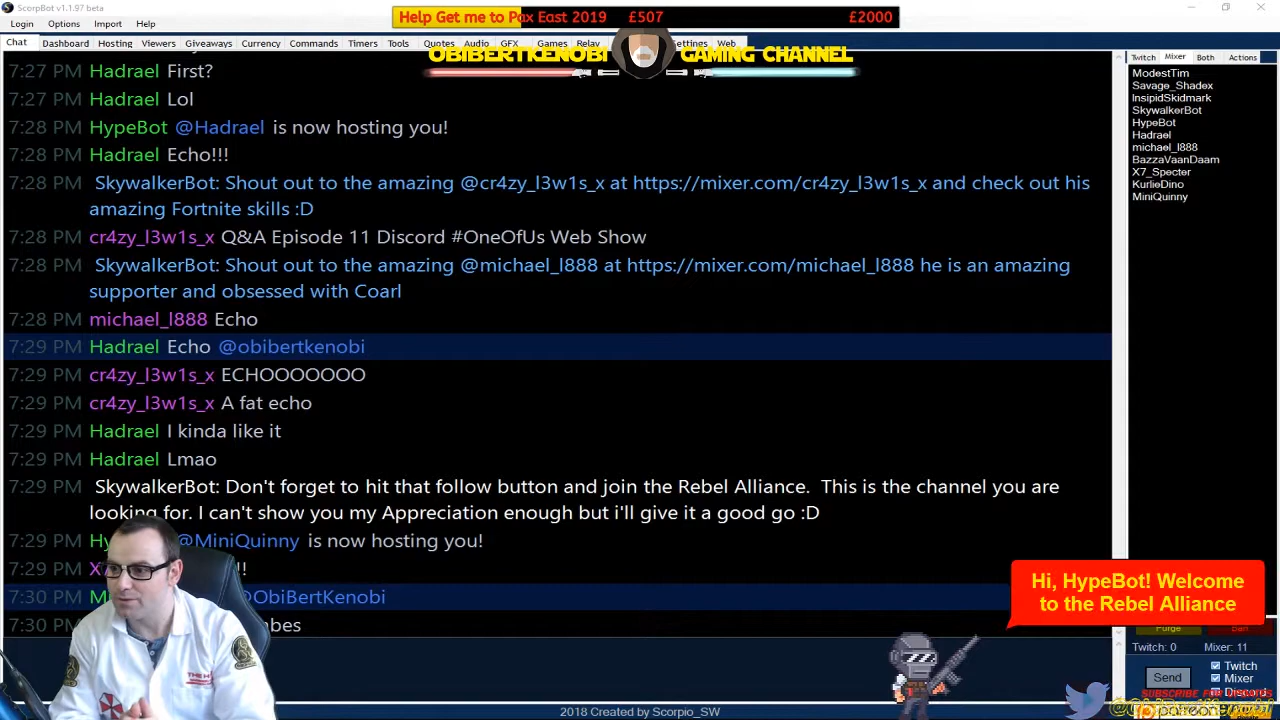 ScorpBot v1.1.97 beta
Help Get me to Pax East 2019 £507 £2000
Login Options Import Help
Chat Dashboard Hosting Viewers Giveaways Currency Commands Timers Tools Quotes Audio GFX Games Relay Settings Web
Twitch Mixer Both Actions
OBIBERTKENOBI GAMING CHANNEL
7:27 PM Hadrael First?
7:27 PM Hadrael Lol
7:28 PM HypeBot @Hadrael is now hosting you!
7:28 PM Hadrael Echo!!!
7:28 PM SkywalkerBot: Shout out to the amazing @cr4zy_l3w1s_x at https://mixer.com/cr4zy_l3w1s_x and check out his
amazing Fortnite skills :D
7:28 PM cr4zy_l3w1s_x Q&A Episode 11 Discord #OneOfUs Web Show
7:28 PM SkywalkerBot: Shout out to the amazing @michael_l888 at https://mixer.com/michael_l888 he is an amazing
supporter and obsessed with Coarl
7:28 PM michael_l888 Echo
7:29 PM Hadrael Echo @obibertkenobi
7:29 PM cr4zy_l3w1s_x ECHOOOOOOO
7:29 PM cr4zy_l3w1s_x A fat echo
7:29 PM Hadrael I kinda like it
7:29 PM Hadrael Lmao
7:29 PM SkywalkerBot: Don't forget to hit that follow button and join the Rebel Alliance. This is the channel you are
looking for. I can't show you my Appreciation enough but i'll give it a good go :D
7:29 PM @MiniQuinny is now hosting you!
7:29 PM
7:30 PM @ObiBertKenobi
7:30 PM
ModestTim
Savage_Shadex
InsipidSkidmark
SkywalkerBot
HypeBot
Hadrael
michael_l888
BazzaVaanDaam
X7_Specter
KurlieDino
MiniQuinny
Hi, HypeBot! Welcome
to the Rebel Alliance
Purge Ban
Twitch: 0 Mixer: 11
Send
Twitch
Mixer
Discord
SUBSCRIBE FOR
2018 Created by Scorpio_SW